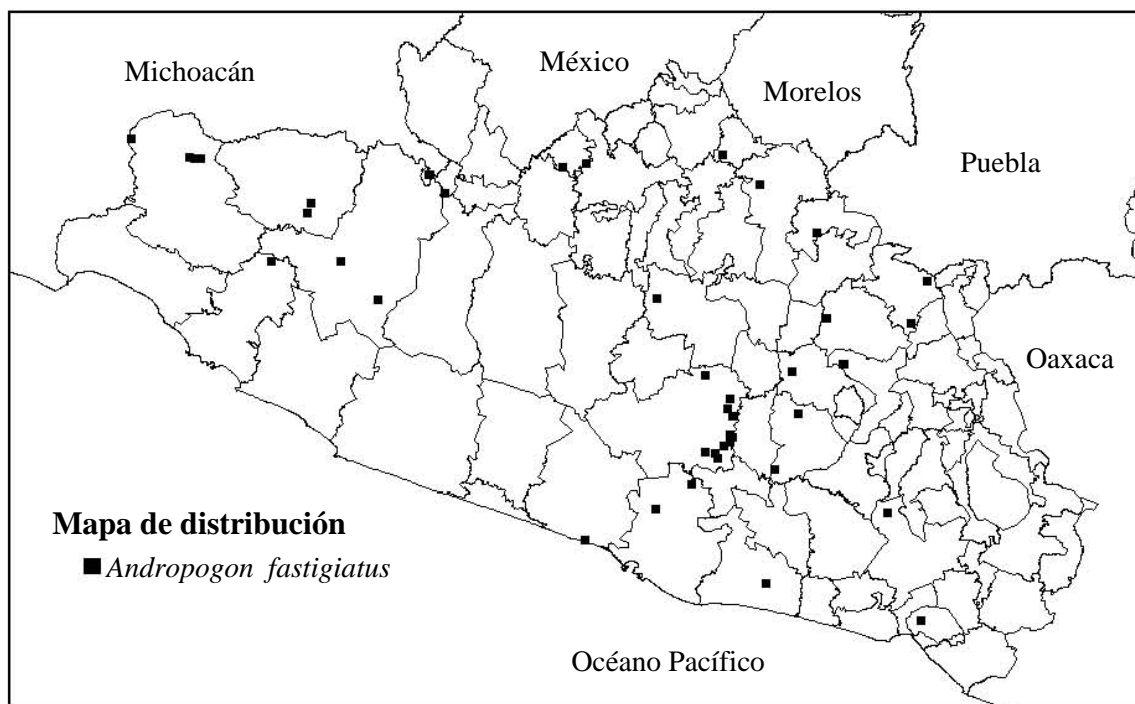 Michoacán
México
Morelos
Puebla
Oaxaca
Mapa de distribución
Andropogon fastigiatus
Océano Pacífico